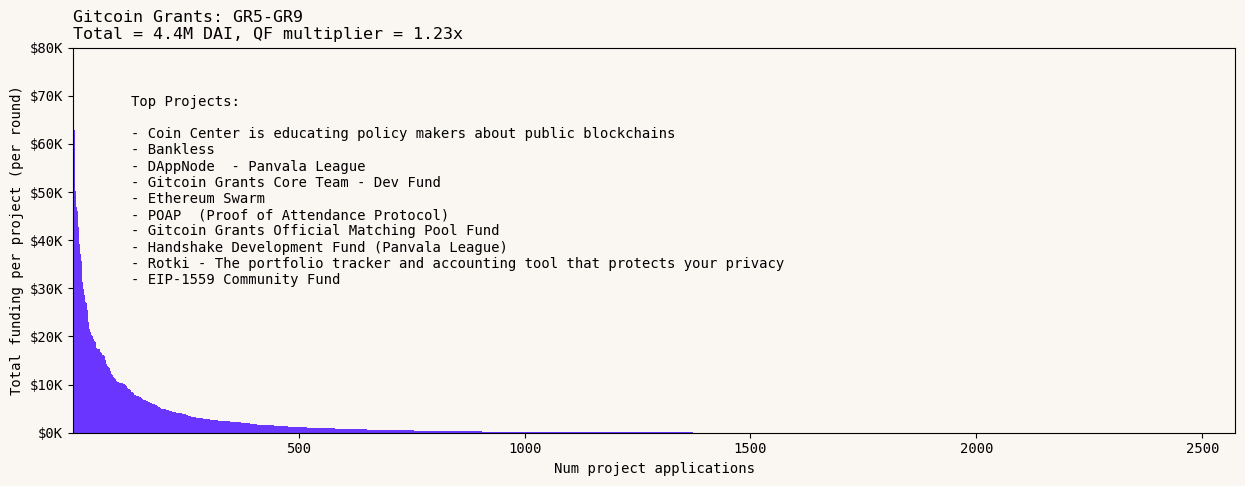 Gitcoin Grants: GR5-GR9
Total = 4.4M DAI, QF multiplier = 1.23x
$80K
$70K
$60K
$50K
$40K
$30K
$20K
$10K
$0K
Total funding per project (per round)
Top Projects:
- Coin Center is educating policy makers about public blockchains
- Bankless
- DAppNode  - Panvala League
- Gitcoin Grants Core Team - Dev Fund
- Ethereum Swarm
- POAP  (Proof of Attendance Protocol)
- Gitcoin Grants Official Matching Pool Fund
- Handshake Development Fund (Panvala League)
- Rotki - The portfolio tracker and accounting tool that protects your privacy
- EIP-1559 Community Fund
500 1000 1500 2000 2500
Num project applications